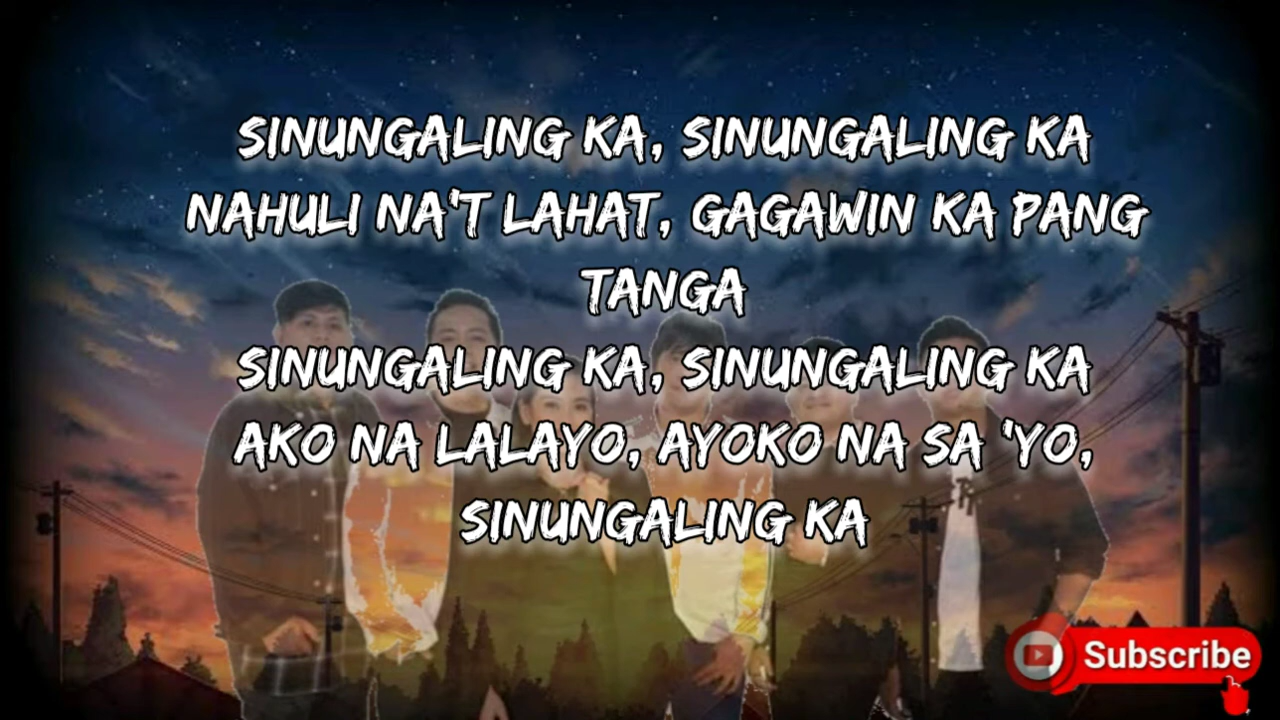 SINUNGALING KA, SINUNGALING KA
NAHULI NA'T LAHAT, GAGAWIN KA PANG
TANGA
SINUNGALING KA, SINUNGALING KA
AKO NA LALAYO, AYOKO NA SA 'YO,
SINUNGALING KA
Subscribe